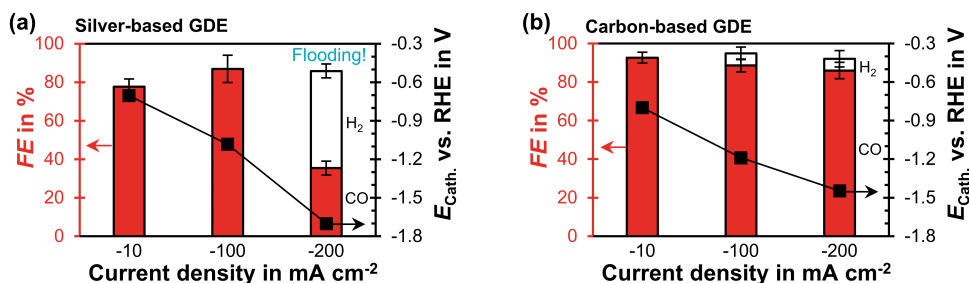 (a) Silver-based GDE
100
80
60
40
20
0
FE in %
Flooding!
H2
CO
-0.3
-0.6
-0.9
-1.2
-1.5
-1.8
ECath. vs. RHE in V
-10 -100 -200
Current density in mA cm-2
(b) Carbon-based GDE
100
80
60
40
20
0
FE in %
H2
CO
-0.3
-0.6
-0.9
-1.2
-1.5
-1.8
ECath. vs. RHE in V
-10 -100 -200
Current density in mA cm-2